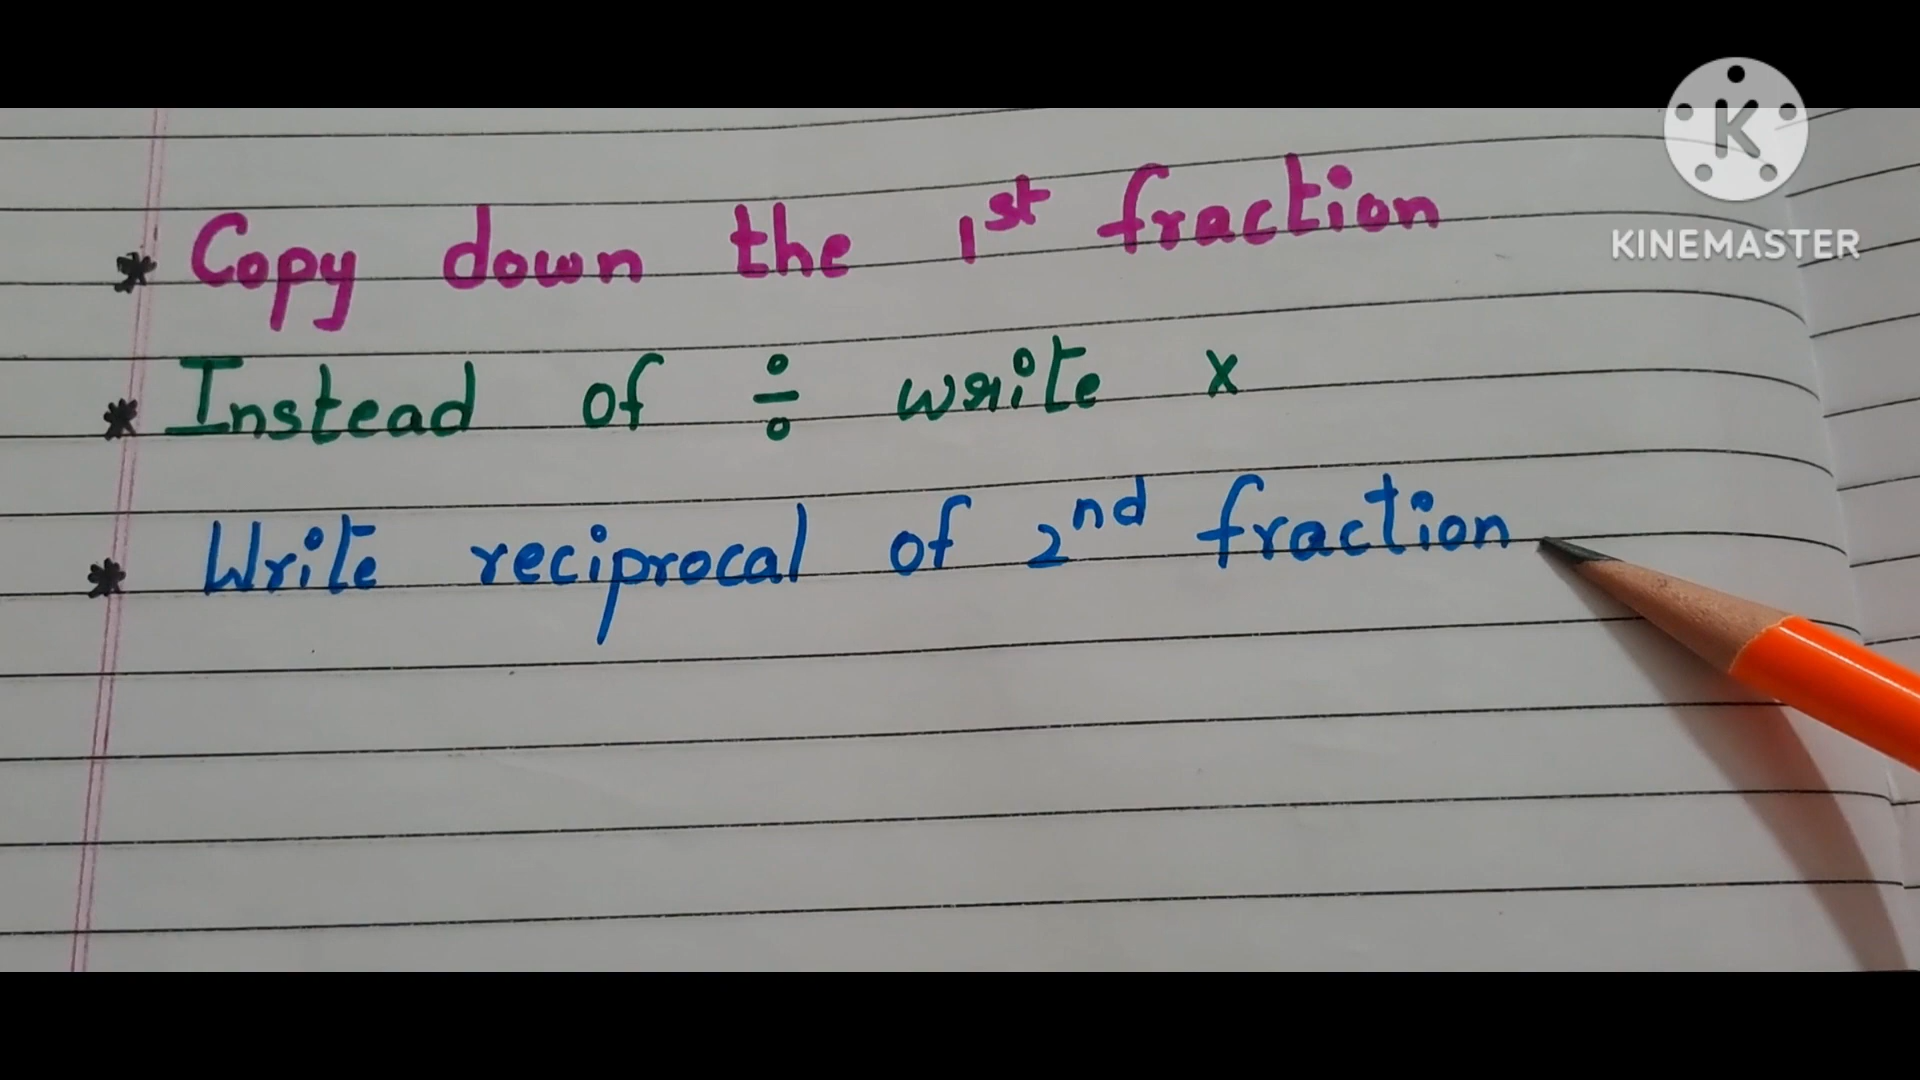 * Copy down the 1st fraction
* Instead of ÷ write x
* Write reciprocal of 2nd fraction
K
KINEMASTER